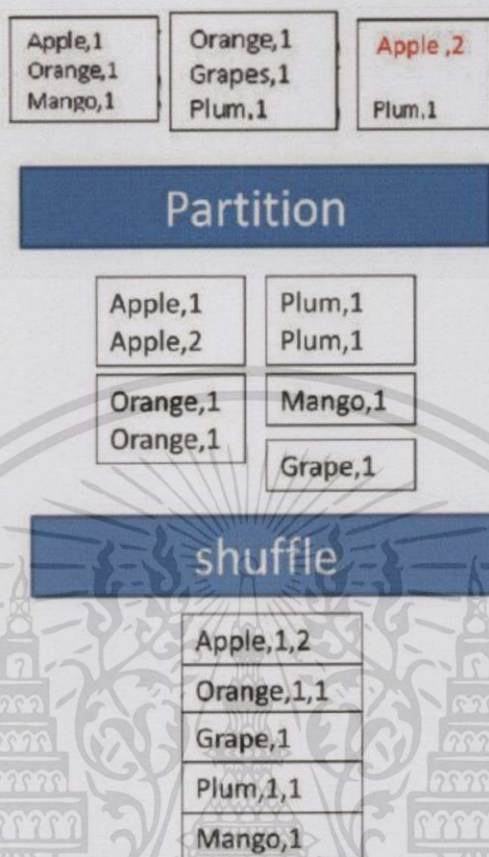 Apple,1
Orange,1
Mango,1
Orange,1
Grapes,1
Plum,1
Apple ,2
Plum,1
Partition
Apple,1
Apple,2
Plum,1
Plum,1
Orange,1
Orange,1
Mango,1
Grape,1
shuffle
Apple,1,2
Orange,1,1
Grape,1
Plum,1,1
Mango,1